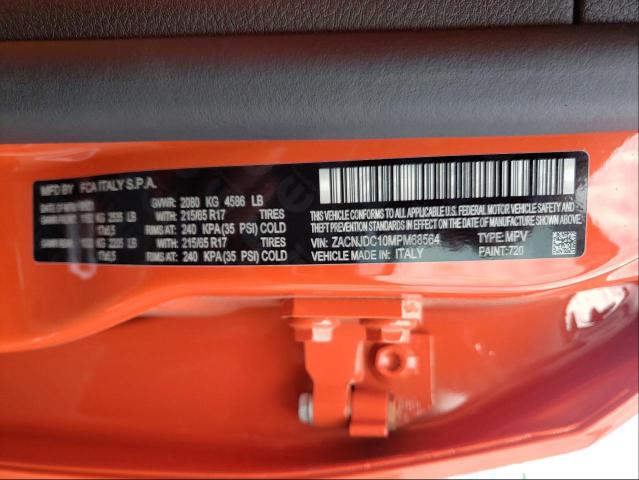 MFD BY FCA ITALY S.P.A.
GVWR: 2080 KG 4586 LB
WITH: 215/65 R17 TIRES
RIMS AT: 240 KPA (35 PSI) COLD
WITH: 215/65 R17 TIRES
RIMS AT: 240 KPA (35 PSI) COLD
THIS VEHICLE CONFORMS TO ALL APPLICABLE
U.S.A. FEDERAL MOTOR VEHICLE SAFETY, BUMPER, AND
THEFT PREVENTION STANDARDS IN EFFECT ON THE
DATE OF MANUFACTURE SHOWN ABOVE.
VIN: ZACNJDC10MPM68564 TYPE: MPV
VEHICLE MADE IN: ITALY PAINT: 720